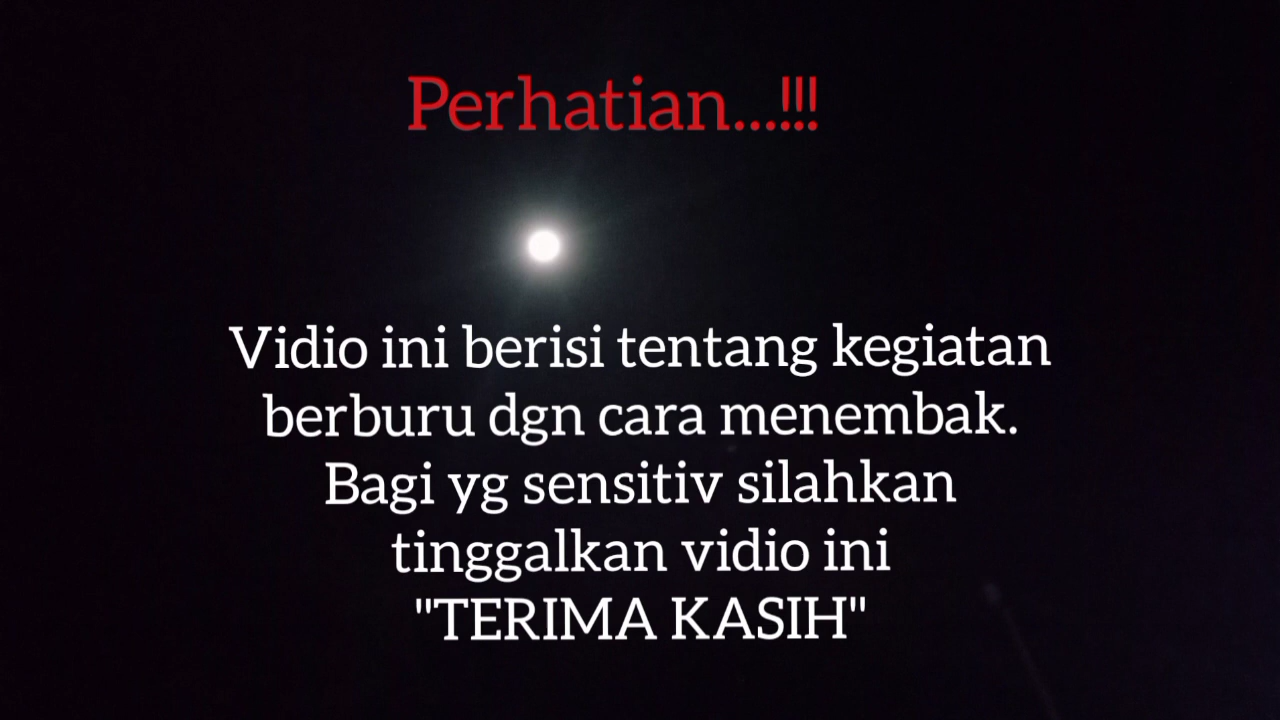 Perhatian...!!!
Vidio ini berisi tentang kegiatan
berburu dgn cara menembak.
Bagi yg sensitiv silahkan
tinggalkan vidio ini
"TERIMA KASIH"